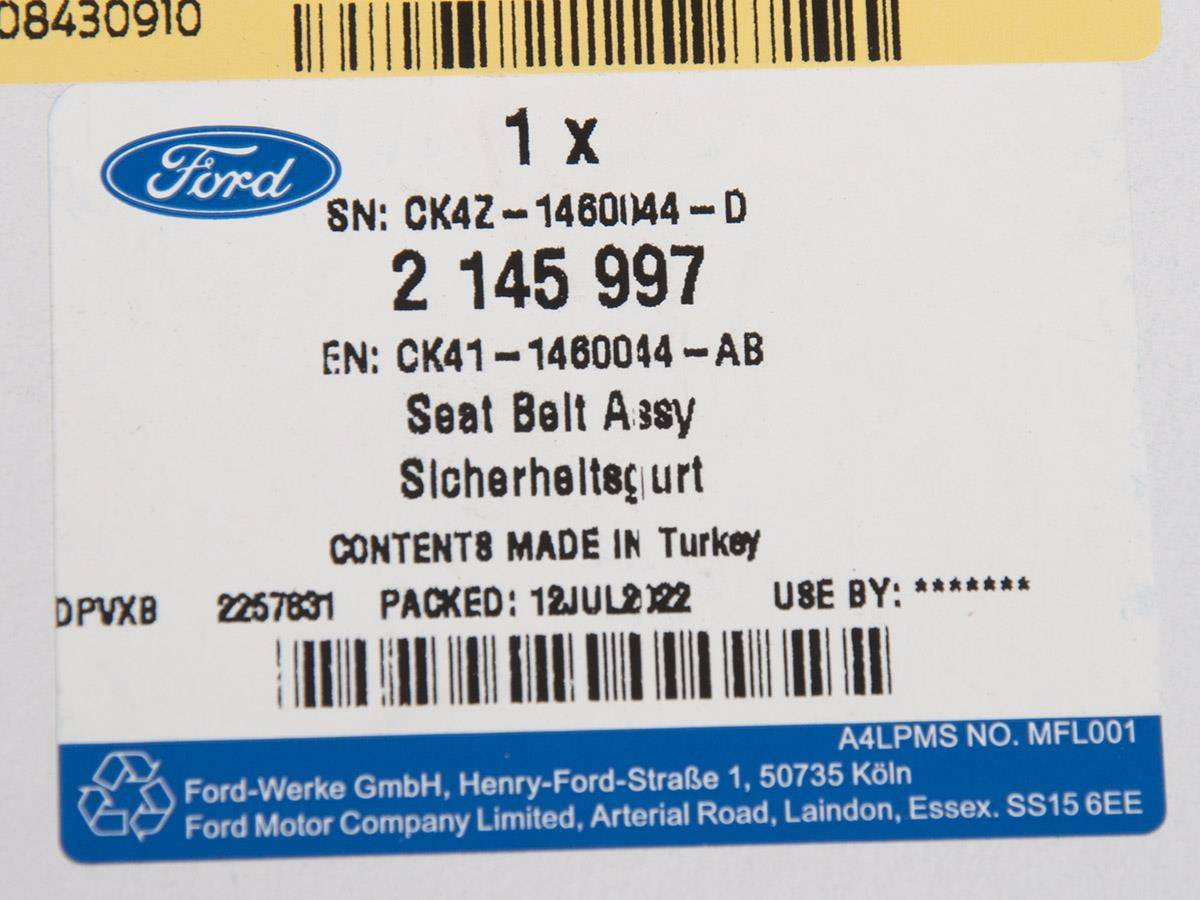 08430910
1 x
Ford
SN: CK4Z-1460044-D
2 145 997
EN: CK41-1460044-AB
Seat Belt Assy
Sicherheitsgurt
CONTENTS MADE IN Turkey
DPVXB 2257831 PACKED: 12JUL2022 USE BY: *******
A4LPMS NO. MFL001
Ford-Werke GmbH, Henry-Ford-Straße 1, 50735 Köln
Ford Motor Company Limited, Arterial Road, Laindon, Essex. SS15 6EE